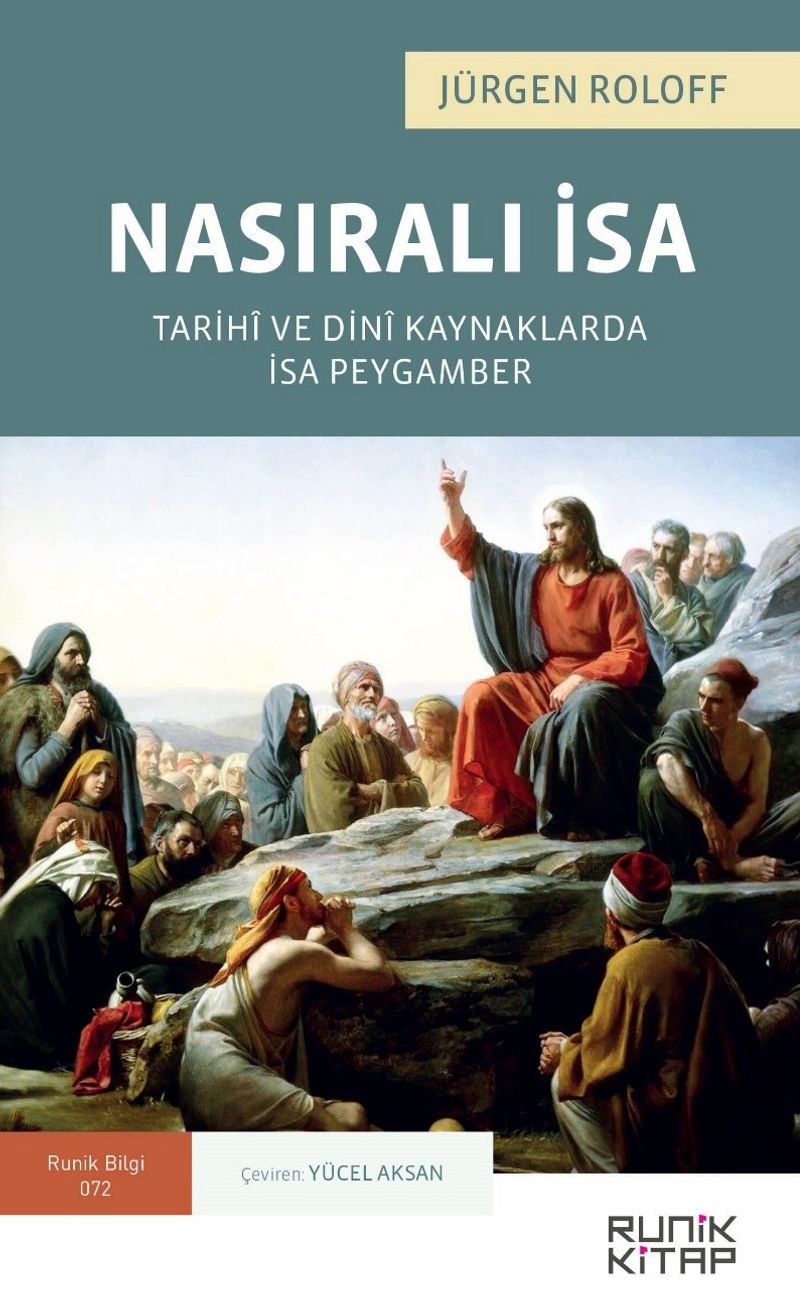 JÜRGEN ROLOFF
NASIRALI İSA
TARİHÎ VE DİNÎ KAYNAKLARDA
İSA PEYGAMBER
Runik Bilgi
072
Çeviren: YÜCEL AKSAN
RUNİK
KİTAP